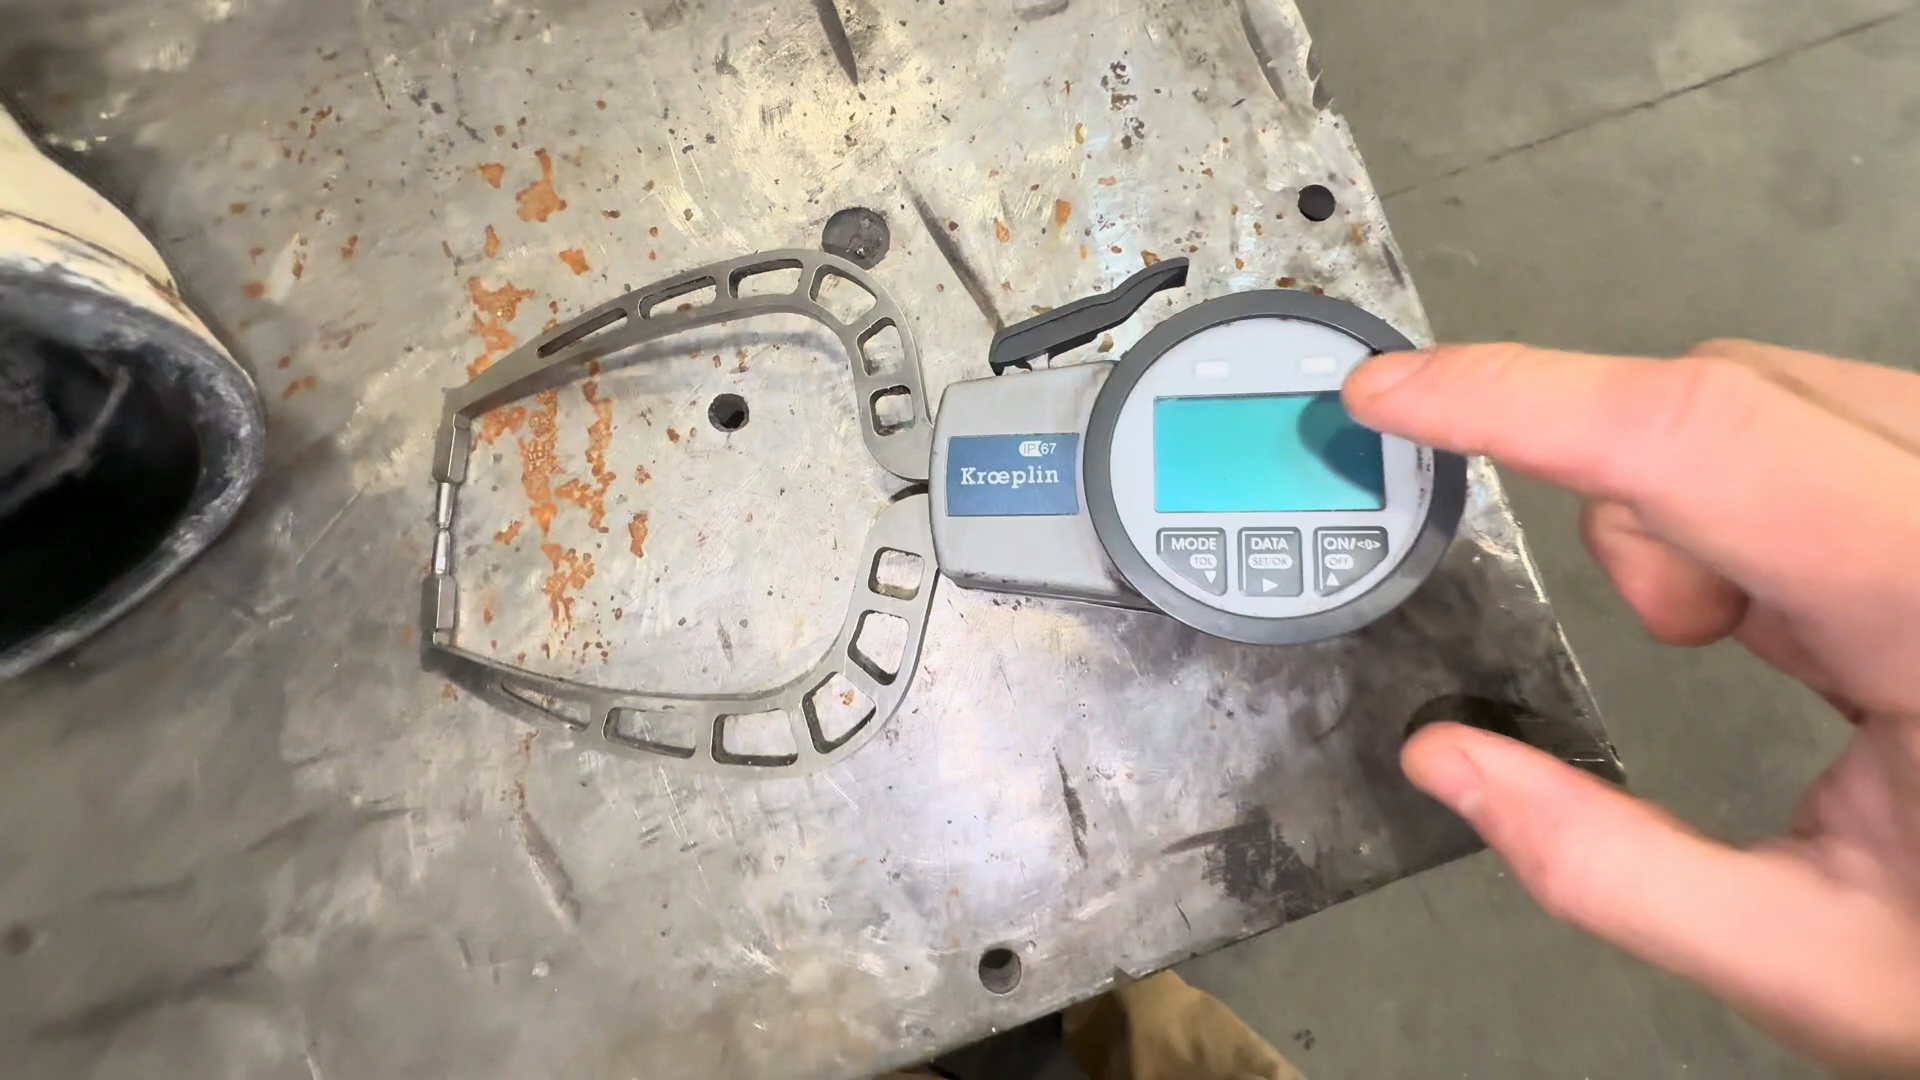 IP67
Krœplin
MODE
TOL
DATA
SET/OK
ON/<0>
OFF